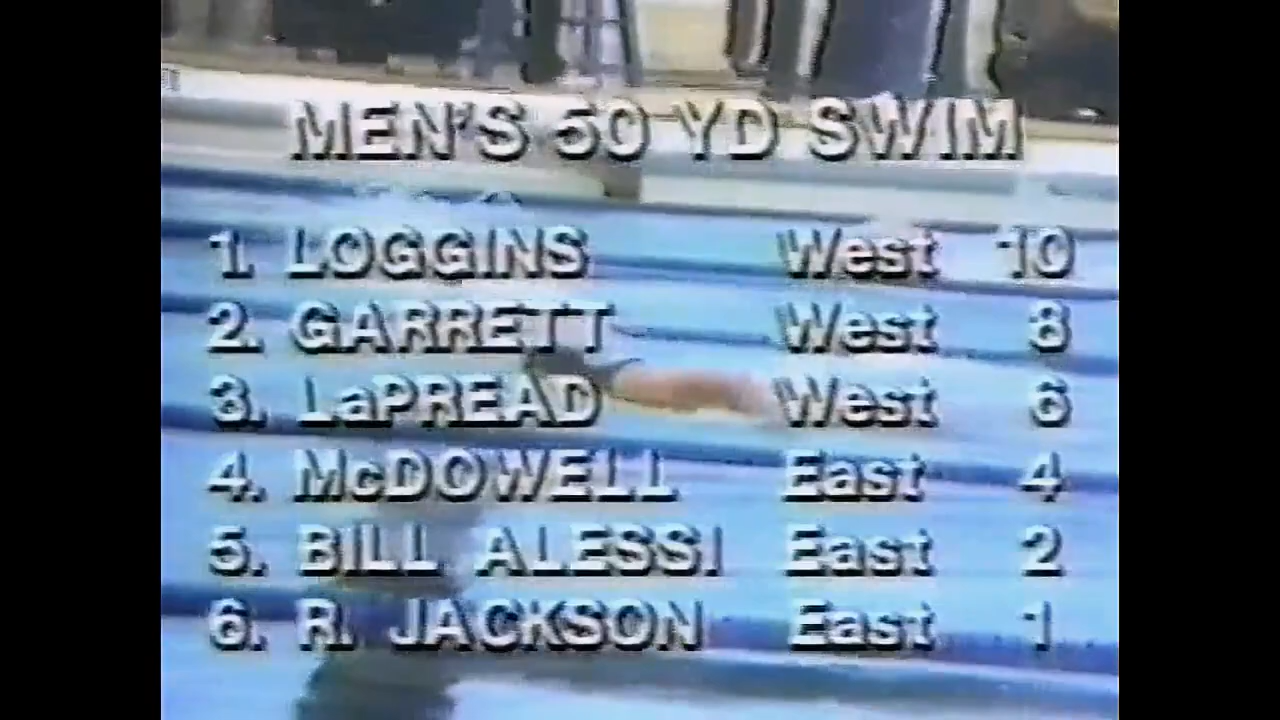 MEN'S 50 YD SWIM
1. LOGGINS West 10
2. GARRETT West 8
3. LaPREAD West 6
4. McDOWELL East 4
5. BILL ALESSI East 2
6. R. JACKSON East 1